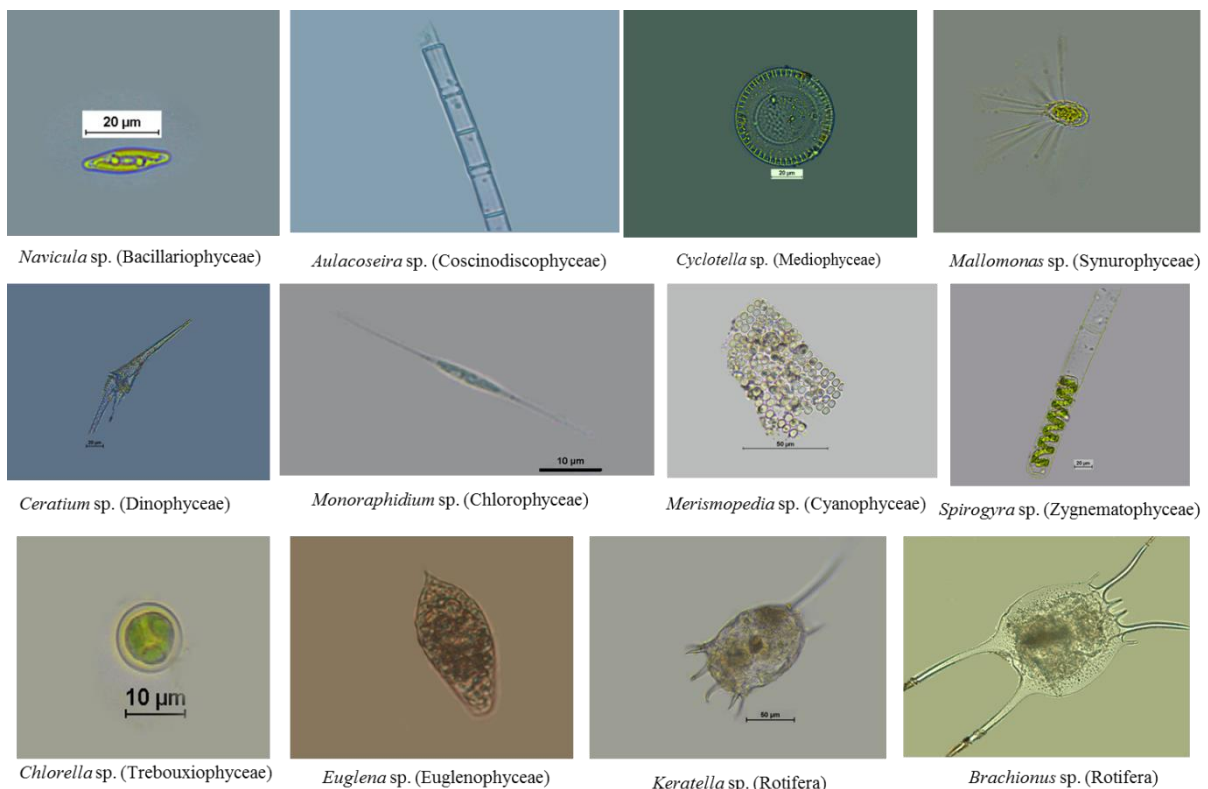 20 µm
20 µm
Navicula sp. (Bacillariophyceae)
Aulacoseira sp. (Coscinodiscophyceae)
Cyclotella sp. (Mediophyceae)
Mallomonas sp. (Synurophyceae)
20 µm
10 µm
50 µm
20 µm
Ceratium sp. (Dinophyceae)
Monoraphidium sp. (Chlorophyceae)
Merismopedia sp. (Cyanophyceae)
Spirogyra sp. (Zygnematophyceae)
10 µm
50 µm
Chlorella sp. (Trebouxiophyceae)
Euglena sp. (Euglenophyceae)
Keratella sp. (Rotifera)
Brachionus sp. (Rotifera)